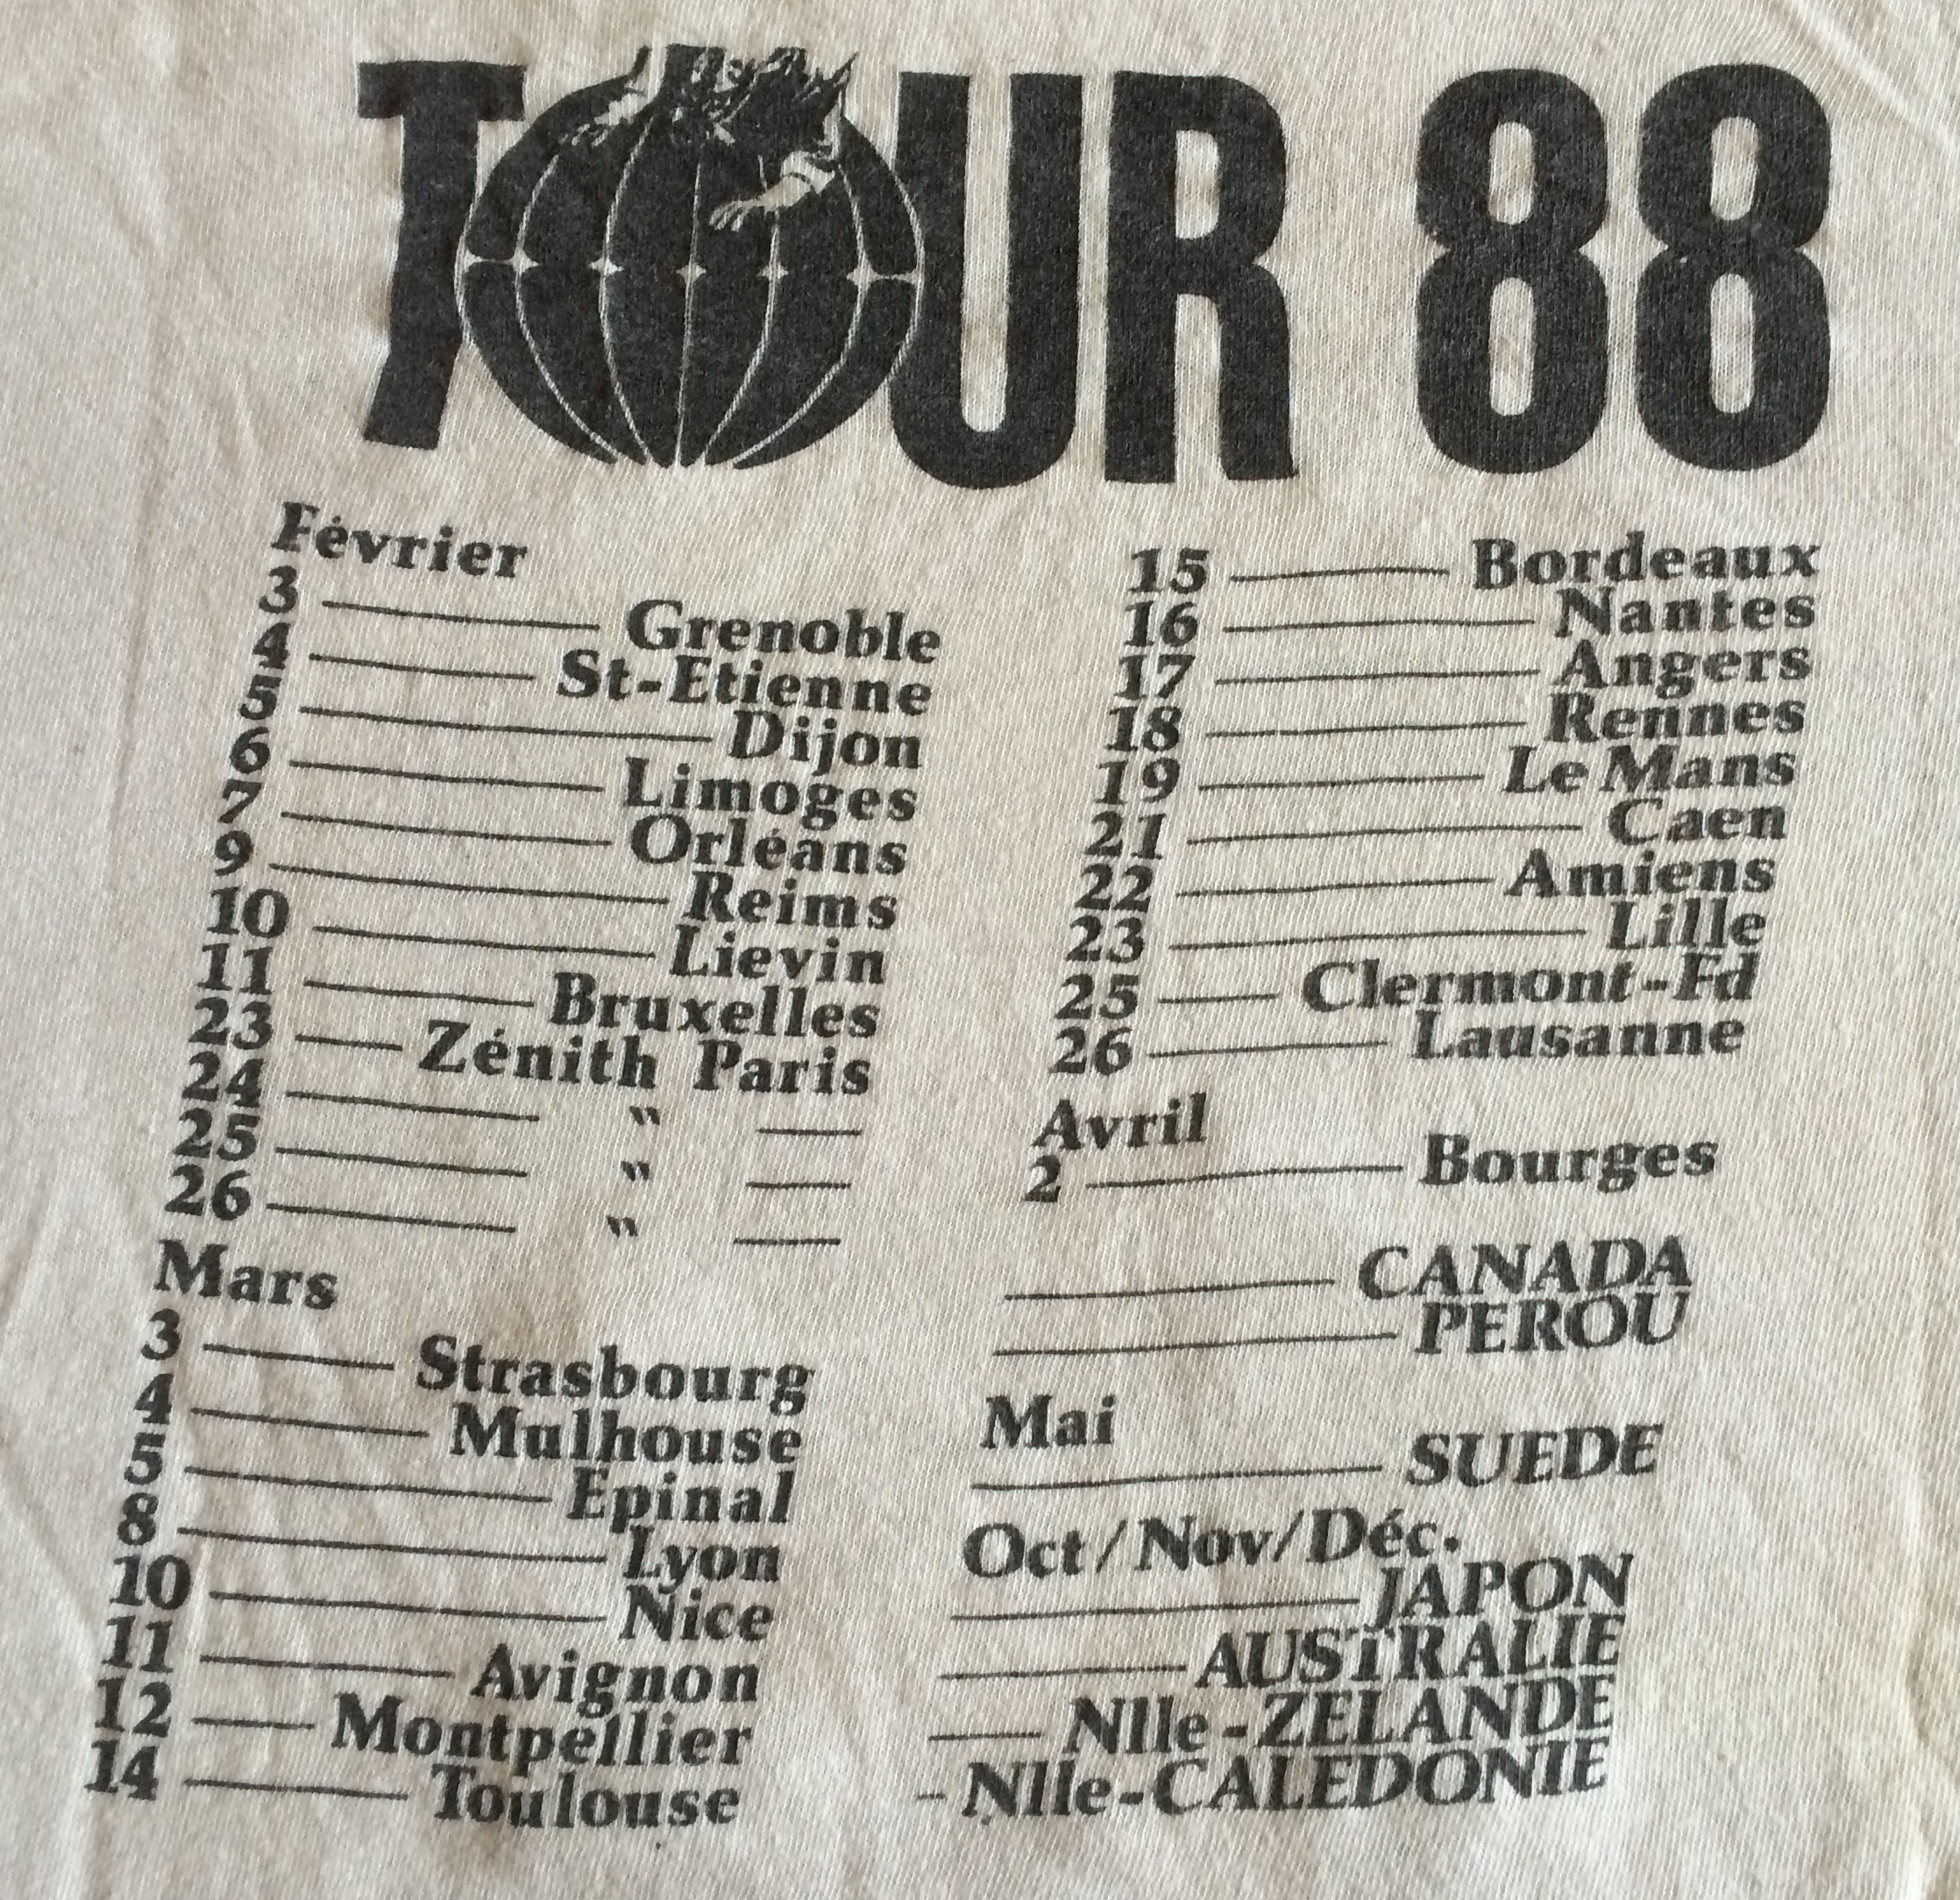 TOUR 88
Février
3 Grenoble
4 St-Etienne
5 Dijon
6 Limoges
7 Orléans
9 Reims
10 Lievin
11 Bruxelles
23 Zénith Paris
24 "
25 "
26 "
Mars
3 Strasbourg
4 Mulhouse
5 Epinal
8 Lyon
10 Nice
11 Avignon
12 Montpellier
14 Toulouse
15 Bordeaux
16 Nantes
17 Angers
18 Rennes
19 Le Mans
21 Caen
22 Amiens
23 Lille
25 Clermont-Fd
26 Lausanne
Avril
2 Bourges
CANADA
PEROU
Mai
SUEDE
Oct/Nov/Déc.
JAPON
AUSTRALIE
Nlle-ZELANDE
Nlle-CALEDONIE